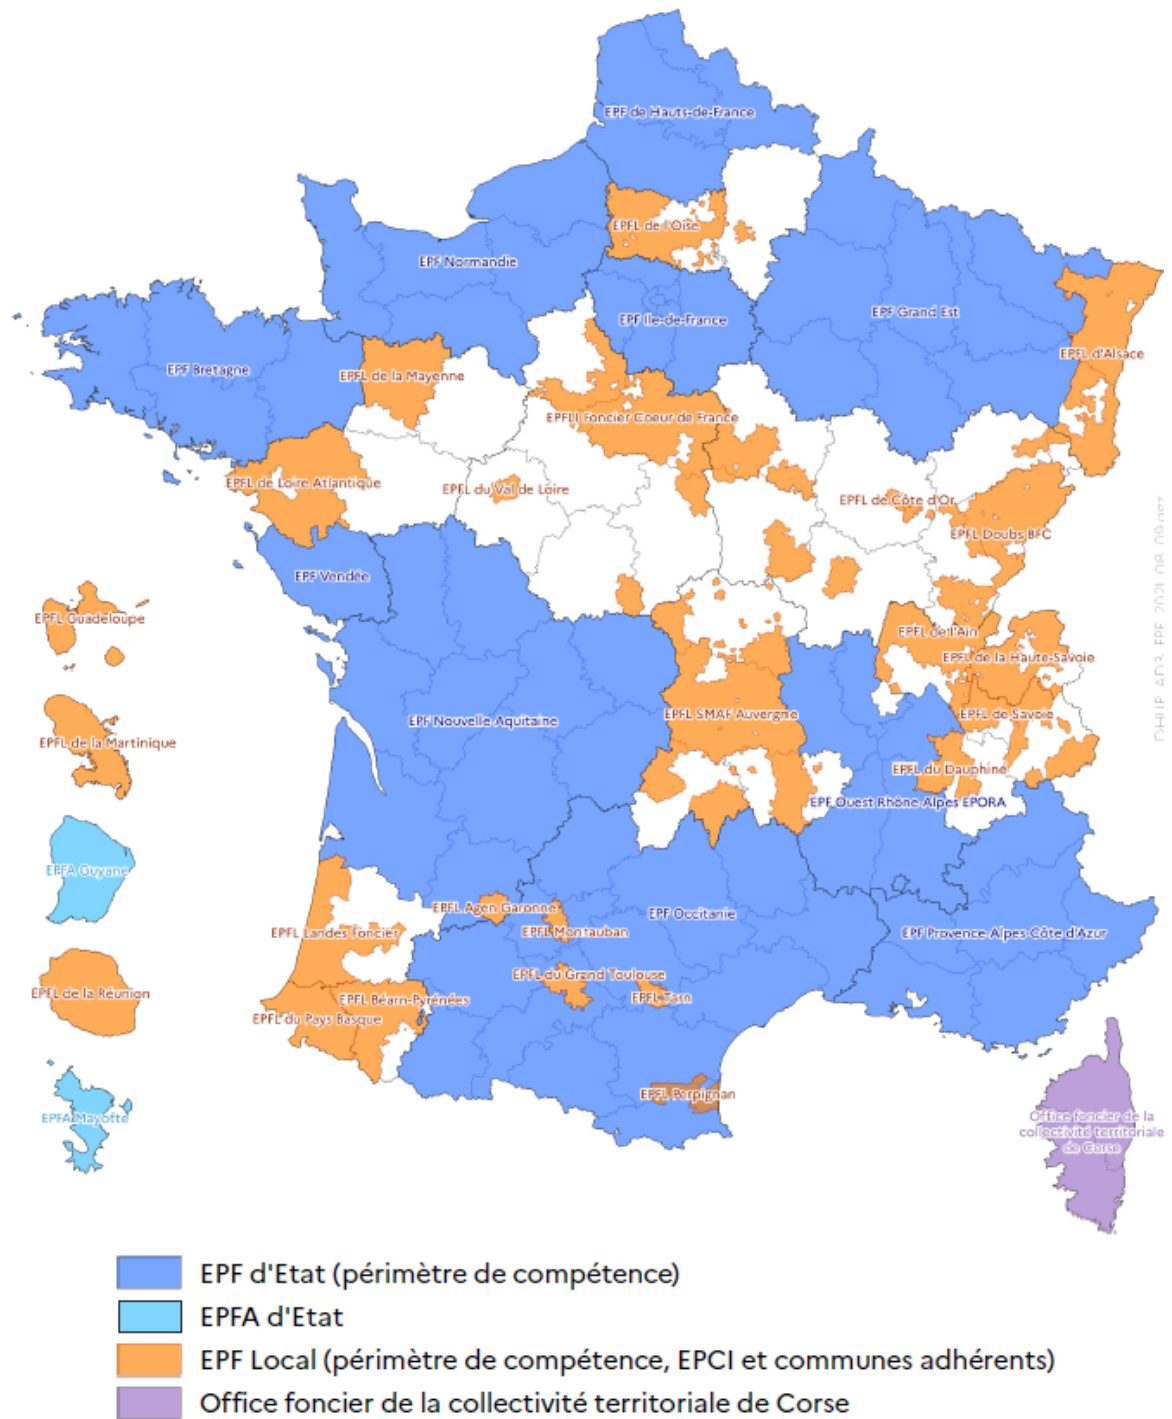 EPF de Hauts-de-France
EPFL de l'Oise
EPF Normandie
EPF Ile-de-France
EPF Grand Est
EPFL d'Alsace
EPF Bretagne
EPFL de la Mayenne
EPFLI Foncier Coeur de France
EPFL de Loire Atlantique
EPFL du Val de Loire
EPFL de Côte d'Or
EPFL Doubs BFC
EPF Vendée
EPFL Guadeloupe
EPFL de l'Ain
EPFL de la Haute-Savoie
EPFL de la Martinique
EPF Nouvelle Aquitaine
EPFL SMAF Auvergne
EPFL de Savoie
EPFL du Dauphiné
EPF Ouest Rhône Alpes EPORA
EPFA Guyane
EPFL Agen Garonne
EPFL Landes Foncier
EPFL Montauban
EPF Occitanie
EPF Provence-Alpes-Côte d'Azur
EPFL de la Réunion
EPFL du Grand Toulouse
EPFL Tarn
EPFL Béarn-Pyrénées
EPFL du Pays Basque
EPFL Perpignan
EPFA Mayotte
Office foncier de la
collectivité territoriale
de Corse
EPF d'Etat (périmètre de compétence)
EPFA d'Etat
EPF Local (périmètre de compétence, EPCI et communes adhérents)
Office foncier de la collectivité territoriale de Corse